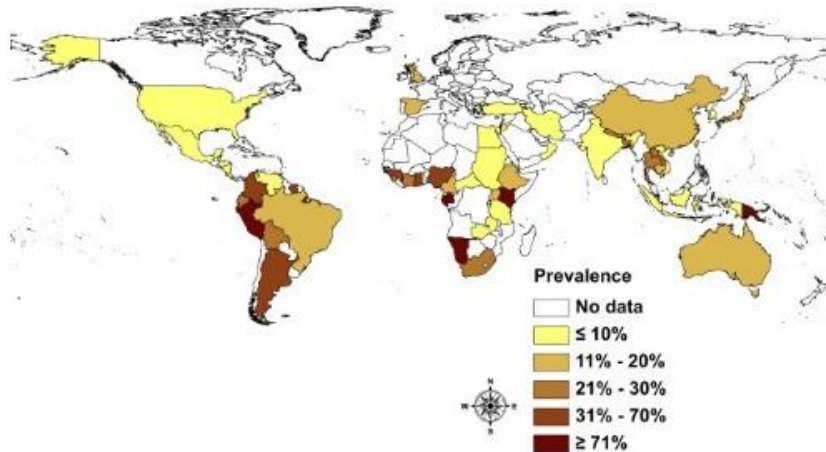 Prevalence
No data
≤ 10%
11% - 20%
21% - 30%
31% - 70%
≥ 71%
N
W E
S